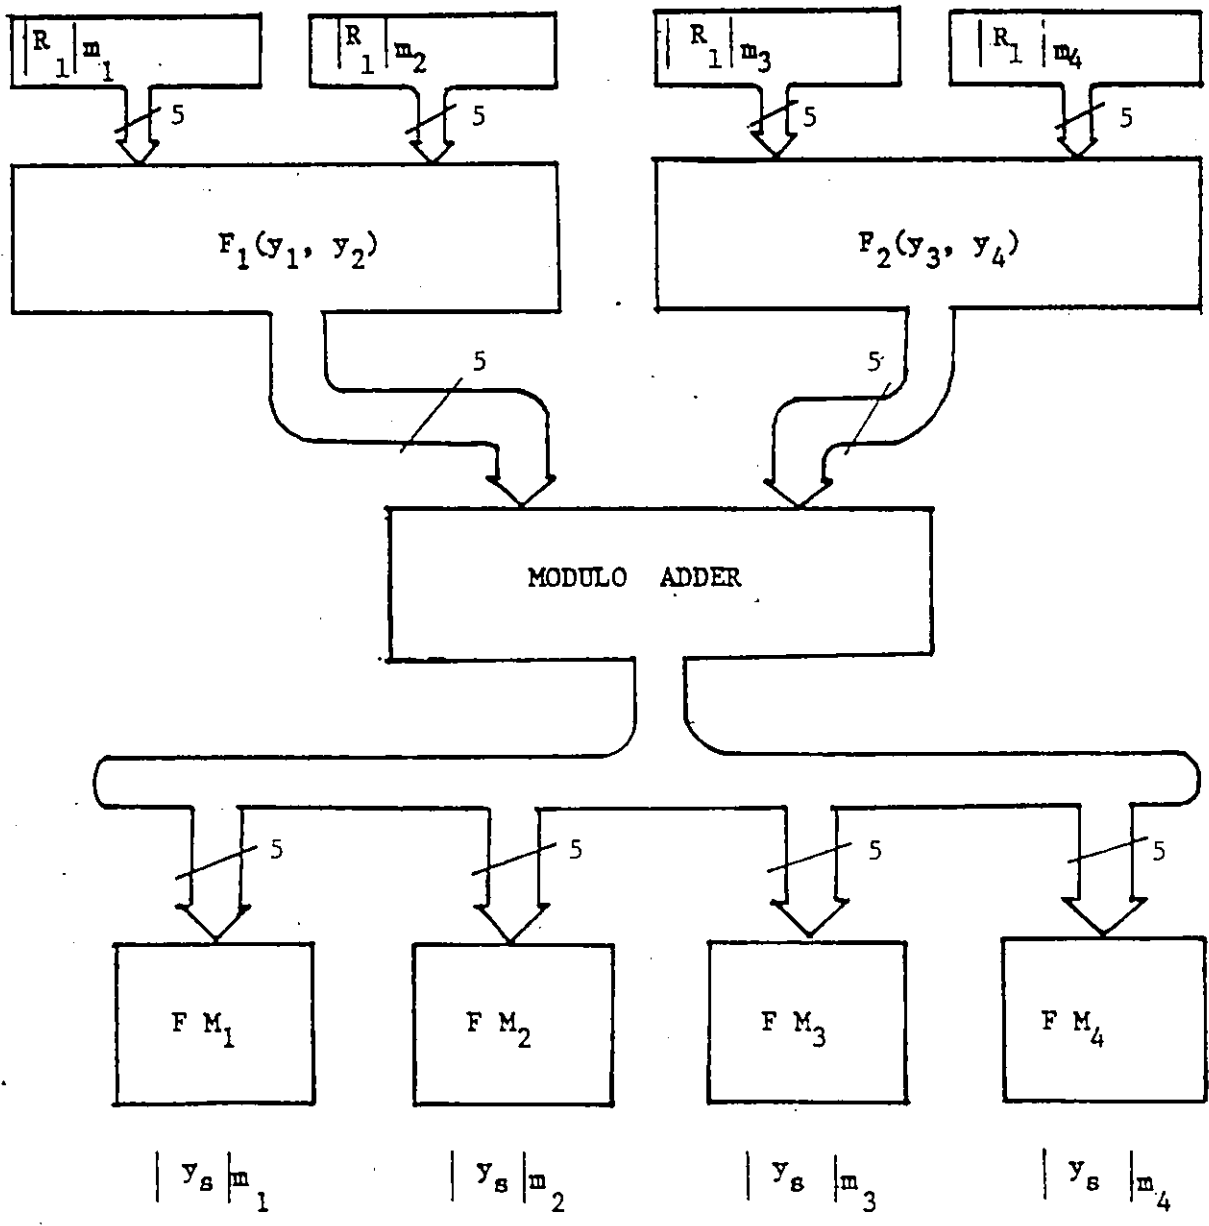 |R₁|m₁ |R₁|m₂ |R₁|m₃ |R₁|m₄
5 5 5 5
F₁(y₁, y₂) F₂(y₃, y₄)
5 5
MODULO ADDER
5 5 5 5
F M₁ F M₂ F M₃ F M₄
|yₛ|m₁ |yₛ|m₂ |yₛ|m₃ |yₛ|m₄